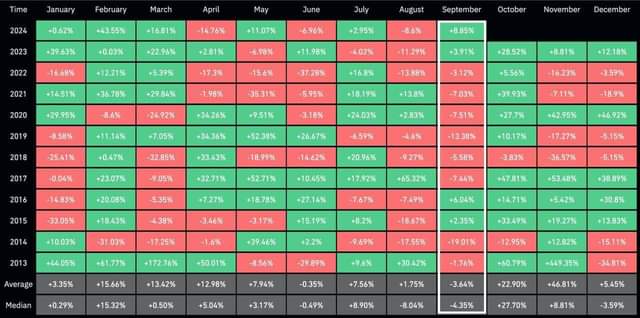 Time January February March April May June July August September October November December
2024 +0.62% +43.55% +16.81% -14.76% +11.07% -6.96% +2.95% -8.6% +8.85%
2023 +39.63% +0.03% +22.96% +2.81% -6.98% +11.98% -4.02% -11.29% +3.91% +28.52% +8.81% +12.18%
2022 -16.68% +12.21% +5.39% -17.3% -15.6% -37.28% +16.8% -13.88% -3.12% +5.56% -16.23% -3.59%
2021 +14.51% +36.78% +29.84% -1.98% -35.31% -5.95% +18.19% +13.8% -7.03% +39.93% -7.11% -18.9%
2020 +29.95% -8.6% -24.92% +34.26% +9.51% -3.18% +24.03% +2.83% -7.51% +27.7% +42.95% +46.92%
2019 -8.58% +11.14% +7.05% +34.36% +52.38% +26.67% -6.59% -4.6% -13.38% +10.17% -17.27% -5.15%
2018 -25.41% +0.47% -32.85% +33.43% -18.99% -14.62% +20.96% -9.27% -5.58% -3.83% -36.57% -5.15%
2017 -0.04% +23.07% -9.05% +32.71% +52.71% +10.45% +17.92% +65.32% -7.44% +47.81% +53.48% +38.89%
2016 -14.83% +20.08% -5.35% +7.27% +18.78% +27.14% -7.67% -7.49% +6.04% +14.71% +5.42% +30.8%
2015 -33.05% +18.43% -4.38% -3.46% -3.17% +15.19% +8.2% -18.67% +2.35% +33.49% +19.27% +13.83%
2014 +10.03% -31.03% -17.25% -1.6% +39.46% +2.2% -9.69% -17.55% -19.01% -12.95% +12.82% -15.11%
2013 +44.05% +61.77% +172.76% +50.01% -8.56% -29.89% +9.6% +30.42% -1.76% +60.79% +449.35% -34.81%
Average +3.35% +15.66% +13.42% +12.98% +7.94% -0.35% +7.56% +1.75% -3.64% +22.90% +46.81% +5.45%
Median +0.29% +15.32% +0.50% +5.04% +3.17% -0.49% +8.90% -8.04% -4.35% +27.70% +8.81% -3.59%